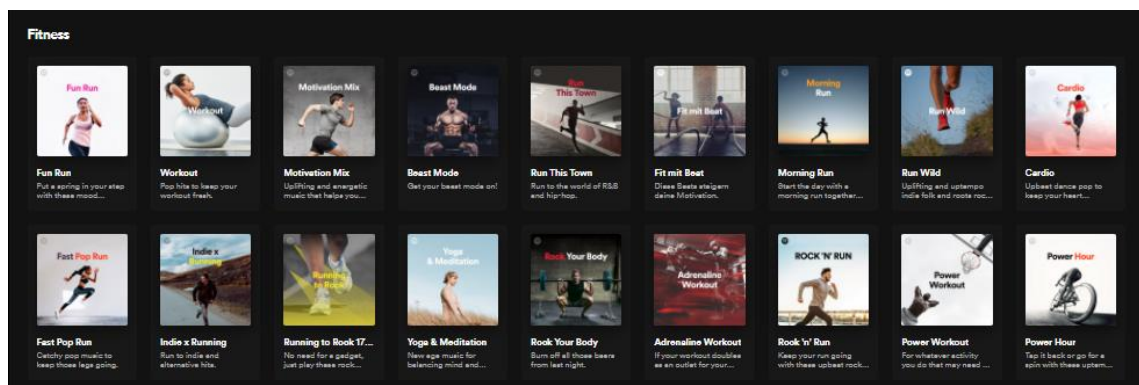 Fitness
Fun Run
Workout
Motivation Mix
Beast Mode
Run
This Town
Fit mit Beat
Morning
Run
Run Wild
Cardio
Fun Run
Workout
Motivation Mix
Beast Mode
Run This Town
Fit mit Beat
Morning Run
Run Wild
Cardio
Put a spring in your step
with these mood...
Pop hits to keep your
workout fresh.
Uplifting and energetic
music that helps you...
Get your beast mode on!
Run to the world of R&B
and hip-hop.
Diese Beats steigern
deine Motivation.
Start the day with a
morning run together...
Uplifting and uptempo
indie folk and roots roc...
Upbeat dance pop to
keep your heart...
Fast Pop Run
Indie x
Running
Running
to Rock
Yoga
& Meditation
Rock Your Body
Adrenaline
Workout
ROCK 'N' RUN
Power
Workout
Power Hour
Fast Pop Run
Indie x Running
Running to Rock 17...
Yoga & Meditation
Rock Your Body
Adrenaline Workout
Rock 'n' Run
Power Workout
Power Hour
Catchy pop music to
keep those legs going.
Run to indie and
alternative hits.
No need for a gadget,
just play these rock...
New age music for
balancing mind and...
Burn off all those beers
from last night.
If your workout doubles
as an outlet for your...
Keep your run going
with these upbeat rock...
For whatever activity
you do that may need ...
Tap it back or go for a
spin with these uptem...